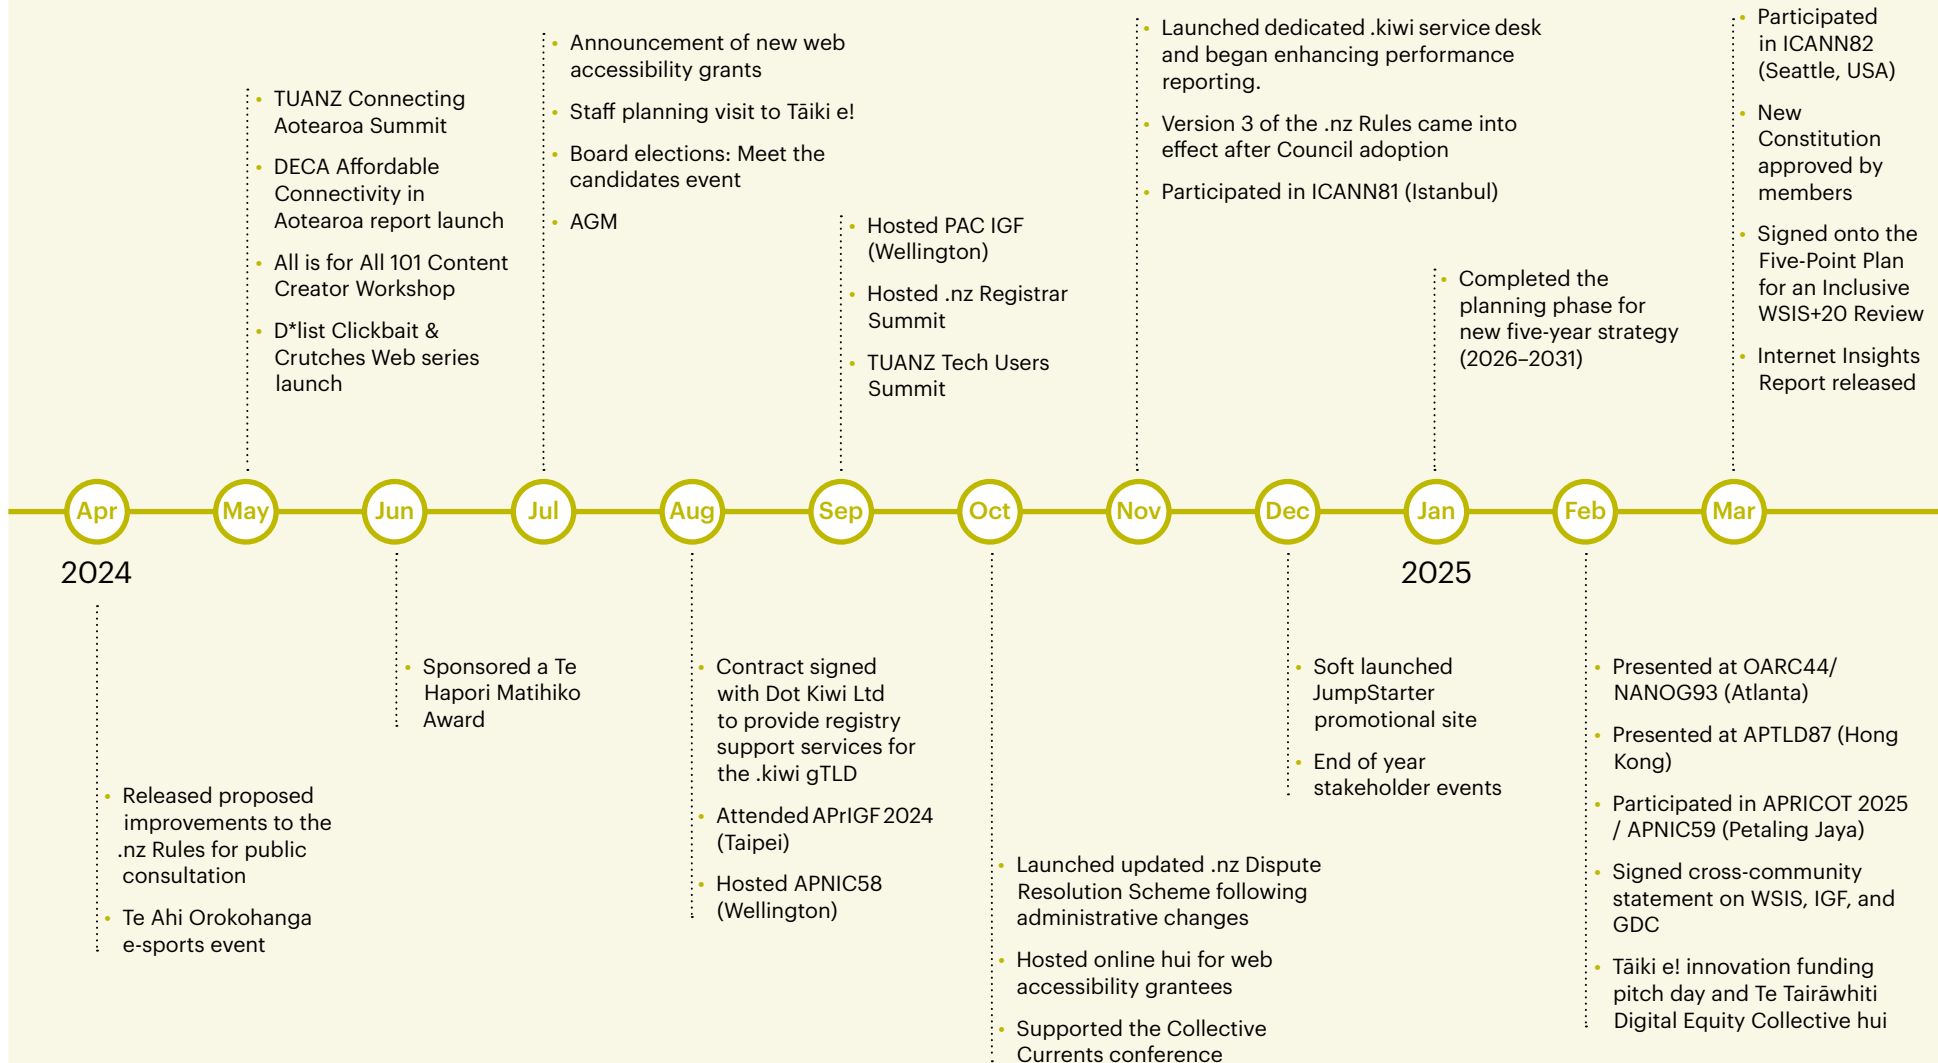 • TUANZ Connecting
Aotearoa Summit
• DECA Affordable
Connectivity in
Aotearoa report launch
• All is for All 101 Content
Creator Workshop
• D*list Clickbait &
Crutches Web series
launch
• Announcement of new web
accessibility grants
• Staff planning visit to Tāiki e!
• Board elections: Meet the
candidates event
• AGM
• Hosted PAC IGF
(Wellington)
• Hosted .nz Registrar
Summit
• TUANZ Tech Users
Summit
• Launched dedicated .kiwi service desk
and began enhancing performance
reporting.
• Version 3 of the .nz Rules came into
effect after Council adoption
• Participated in ICANN81 (Istanbul)
• Completed the
planning phase for
new five-year strategy
(2026–2031)
• Participated
in ICANN82
(Seattle, USA)
• New
Constitution
approved by
members
• Signed onto the
Five-Point Plan
for an Inclusive
WSIS+20 Review
• Internet Insights
Report released
Apr May Jun Jul Aug Sep Oct Nov Dec Jan Feb Mar
2024 2025
• Released proposed
improvements to the
.nz Rules for public
consultation
• Te Ahi Orokohanga
e-sports event
• Sponsored a Te
Hapori Matihiko
Award
• Contract signed
with Dot Kiwi Ltd
to provide registry
support services for
the .kiwi gTLD
• Attended APrIGF 2024
(Taipei)
• Hosted APNIC58
(Wellington)
• Launched updated .nz Dispute
Resolution Scheme following
administrative changes
• Hosted online hui for web
accessibility grantees
• Supported the Collective
Currents conference
• Soft launched
JumpStarter
promotional site
• End of year
stakeholder events
• Presented at OARC44/
NANOG93 (Atlanta)
• Presented at APTLD87 (Hong
Kong)
• Participated in APRICOT 2025
/ APNIC59 (Petaling Jaya)
• Signed cross-community
statement on WSIS, IGF, and
GDC
• Tāiki e! innovation funding
pitch day and Te Tairāwhiti
Digital Equity Collective hui